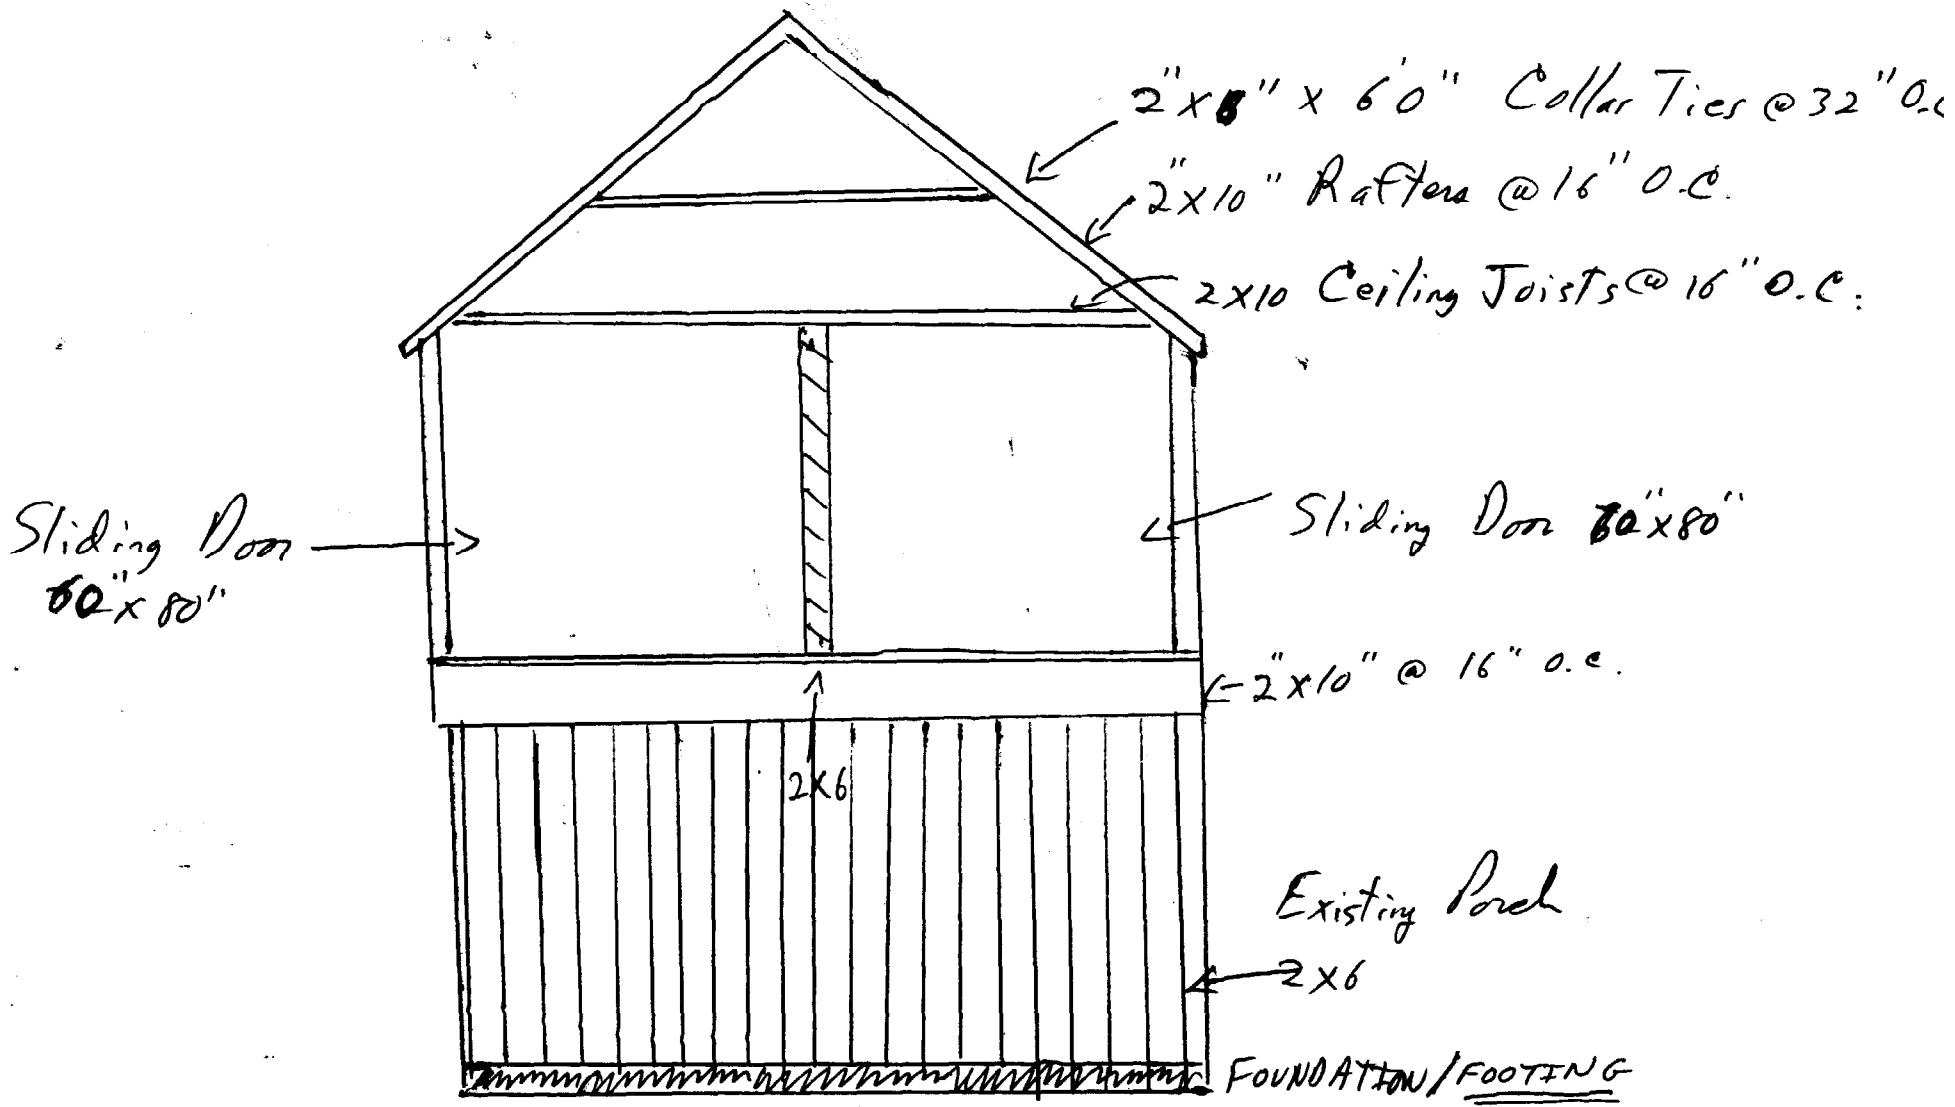 2"x8" x 6'0" Collar Ties @ 32" O.C
2"x10" Rafters @ 16" O.C.
2x10 Ceiling Joists @ 16" O.C.
Sliding Door
60"x 80"
Sliding Door 60"x80"
2"x10" @ 16" o.c.
2x6
Existing Porch
2x6
FOUNDATION/FOOTING